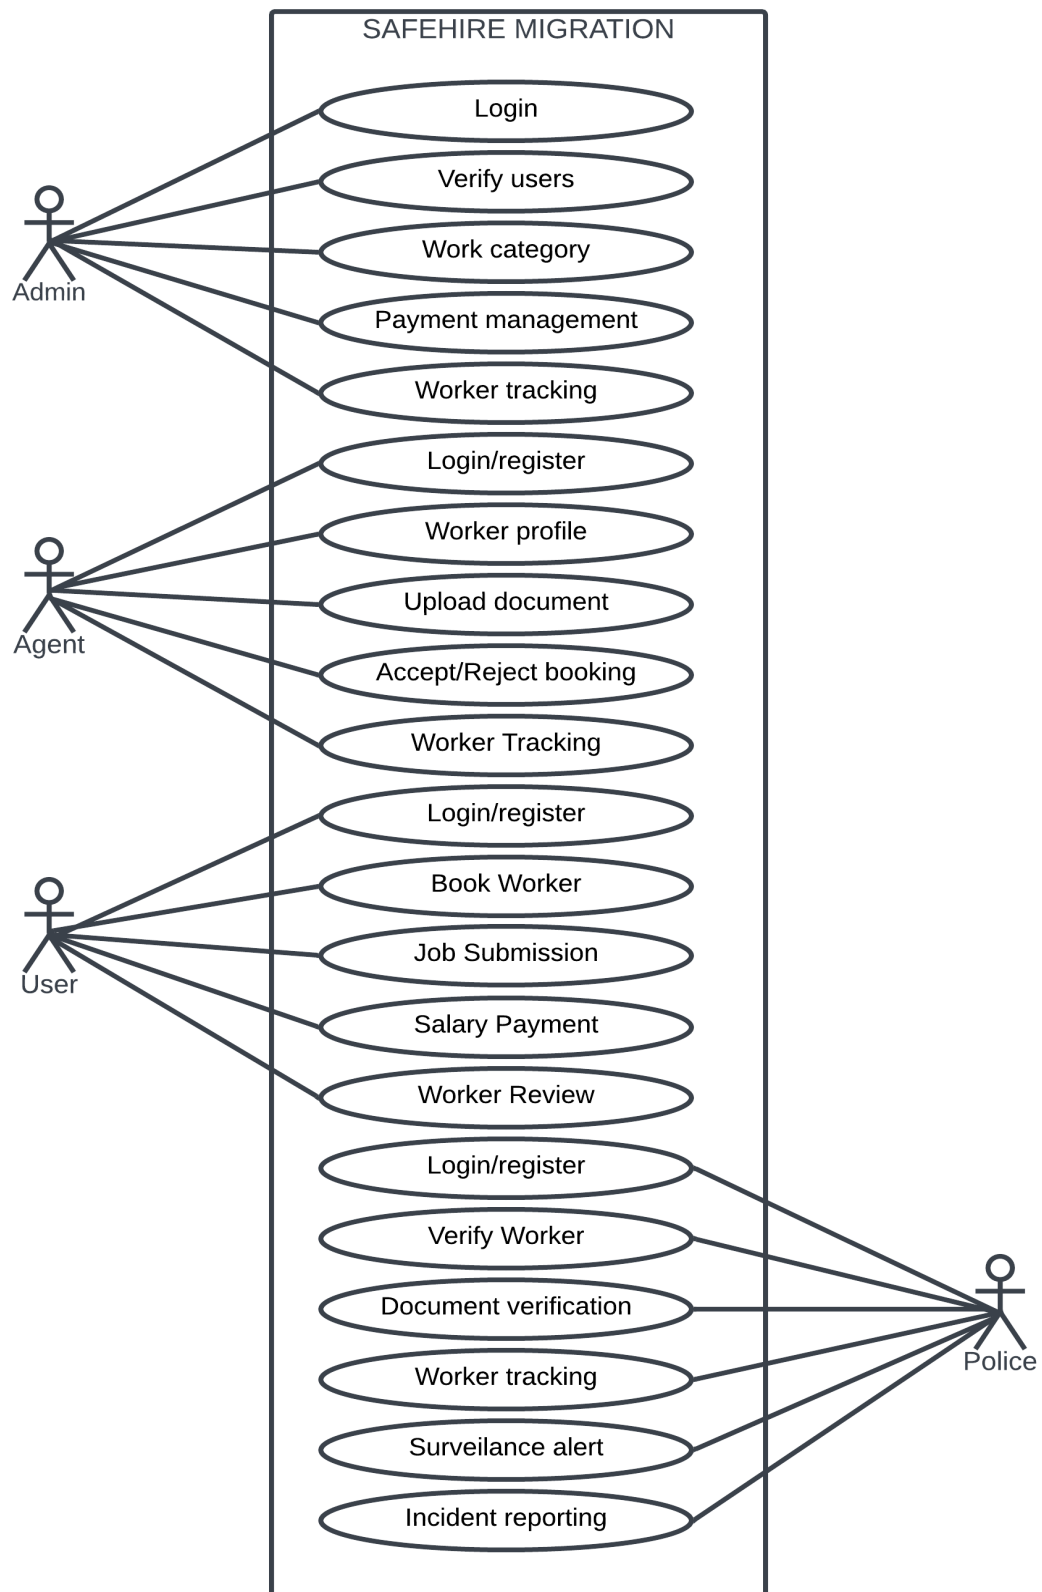 SAFEHIRE MIGRATION
Login
Verify users
Work category
Payment management
Worker tracking
Admin
Login/register
Worker profile
Upload document
Accept/Reject booking
Worker Tracking
Agent
Login/register
Book Worker
Job Submission
Salary Payment
Worker Review
User
Login/register
Verify Worker
Document verification
Worker tracking
Surveilance alert
Incident reporting
Police